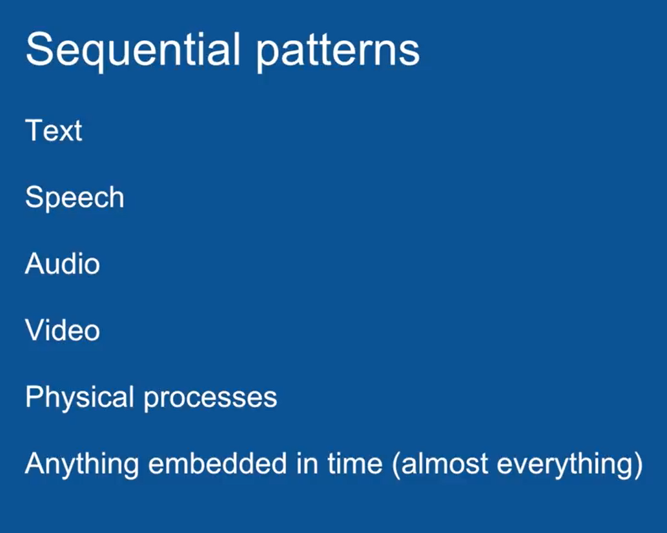 Sequential patterns
Text
Speech
Audio
Video
Physical processes
Anything embedded in time (almost everything)